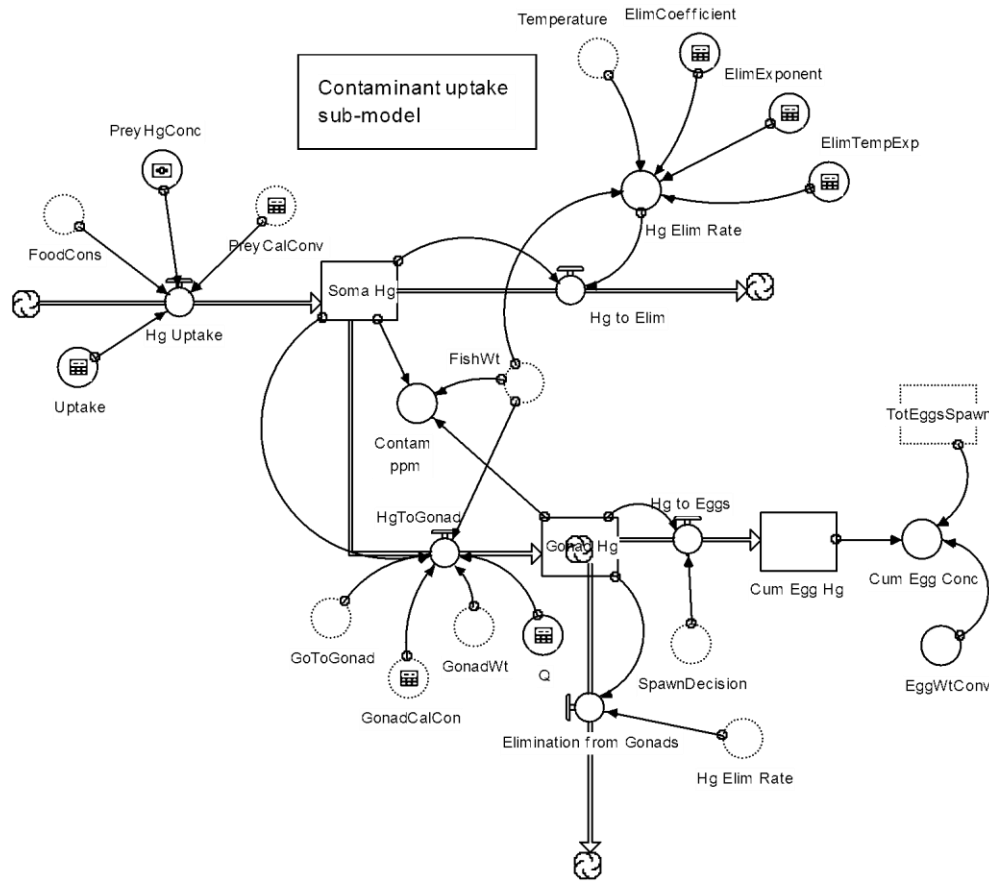 Temperature
ElimCoefficient
Contaminant uptake
sub-model
ElimExponent
PreyHgConc
ElimTempExp
FoodCons
PreyCalConv
Hg Elim Rate
Soma Hg
Hg Uptake
Hg to Elim
FishWt
Uptake
TotEggsSpawn
Contam
ppm
Hg to Eggs
HgToGonad
Gonad Hg
Cum Egg Hg
Cum Egg Conc
GoToGonad
GonadWt
Q
SpawnDecision
EggWtConv
GonadCalCon
Elimination from Gonads
Hg Elim Rate